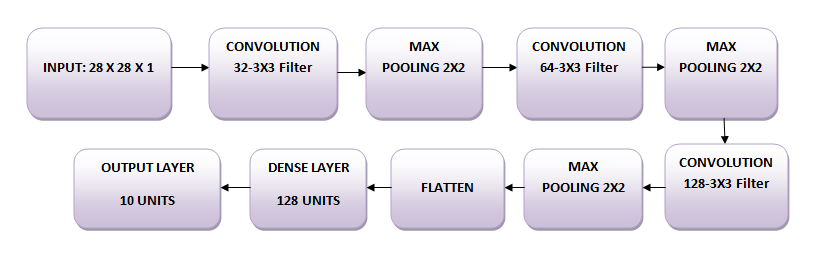 INPUT: 28 X 28 X 1
CONVOLUTION
32-3X3 Filter
MAX
POOLING 2X2
CONVOLUTION
64-3X3 Filter
MAX
POOLING 2X2
CONVOLUTION
128-3X3 Filter
MAX
POOLING 2X2
FLATTEN
DENSE LAYER
128 UNITS
OUTPUT LAYER
10 UNITS